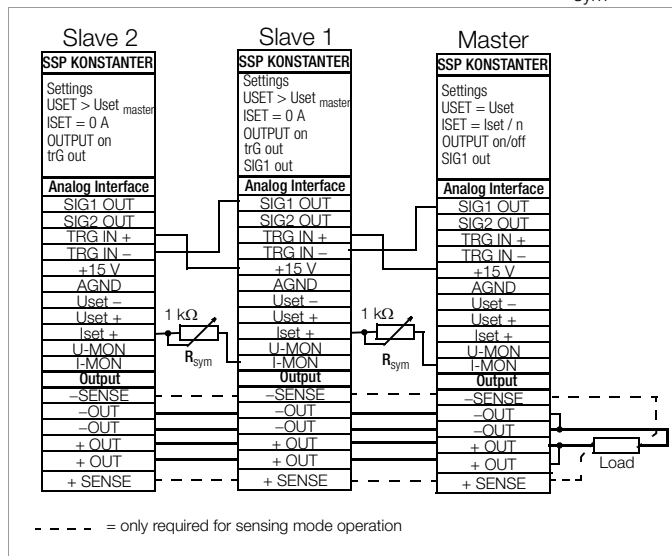 sym
Slave 2
SSP KONSTANTER
Settings
USET > Uset master
ISET = 0 A
OUTPUT on
trG out
Analog Interface
SIG1 OUT
SIG2 OUT
TRG IN +
TRG IN –
+15 V
AGND
Uset –
Uset +
Iset +
U-MON
I-MON
Output
–SENSE
–OUT
–OUT
+ OUT
+ OUT
+ SENSE
1 kΩ
Rsym
Slave 1
SSP KONSTANTER
Settings
USET > Uset master
ISET = 0 A
OUTPUT on
trG out
SIG1 out
Analog Interface
SIG1 OUT
SIG2 OUT
TRG IN +
TRG IN –
+15 V
AGND
Uset –
Uset +
Iset +
U-MON
I-MON
Output
–SENSE
–OUT
–OUT
+ OUT
+ OUT
+ SENSE
1 kΩ
Rsym
Master
SSP KONSTANTER
Settings
USET = Uset
ISET = Iset / n
OUTPUT on/off
SIG1 out
Analog Interface
SIG1 OUT
SIG2 OUT
TRG IN +
TRG IN –
+15 V
AGND
Uset –
Uset +
Iset +
U-MON
I-MON
Output
–SENSE
–OUT
–OUT
+ OUT
+ OUT
+ SENSE
Load
= only required for sensing mode operation